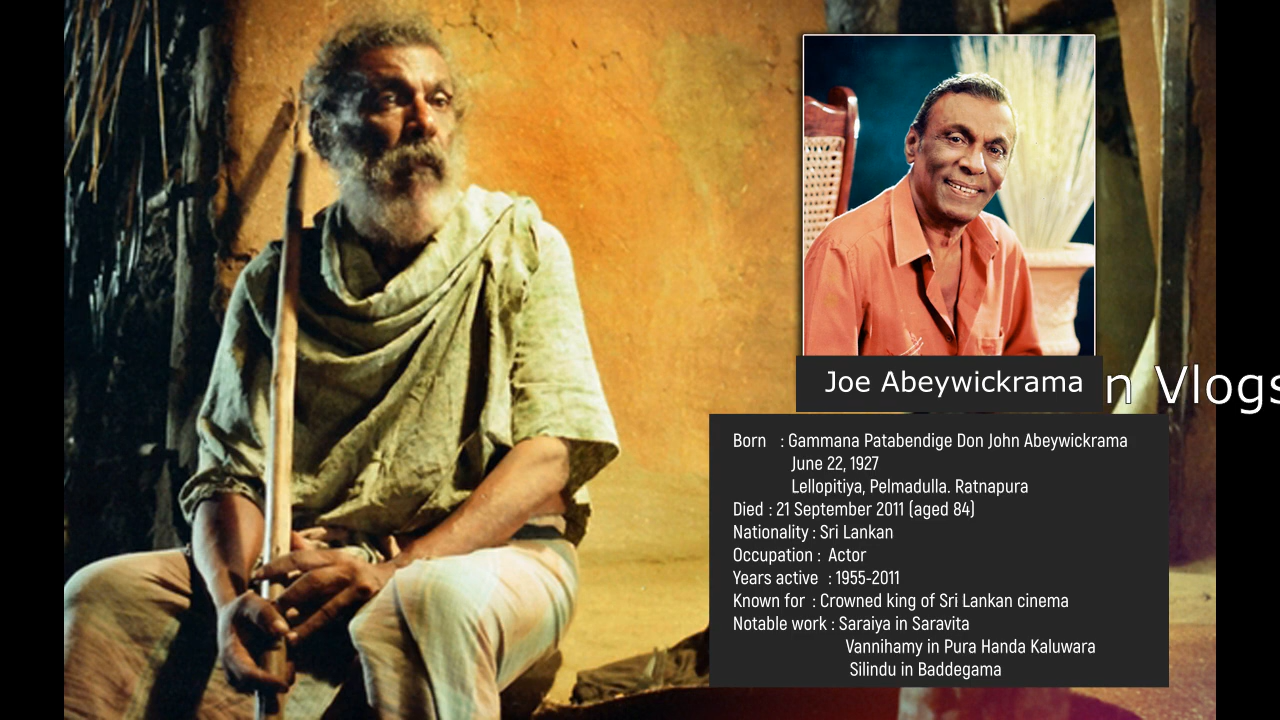 Joe Abeywickrama
n Vlogs
Born : Gammana Patabendige Don John Abeywickrama
June 22, 1927
Lellopitiya, Pelmadulla. Ratnapura
Died : 21 September 2011 (aged 84)
Nationality : Sri Lankan
Occupation : Actor
Years active : 1955-2011
Known for : Crowned king of Sri Lankan cinema
Notable work : Saraiya in Saravita
Vannihamy in Pura Handa Kaluwara
Silindu in Baddegama